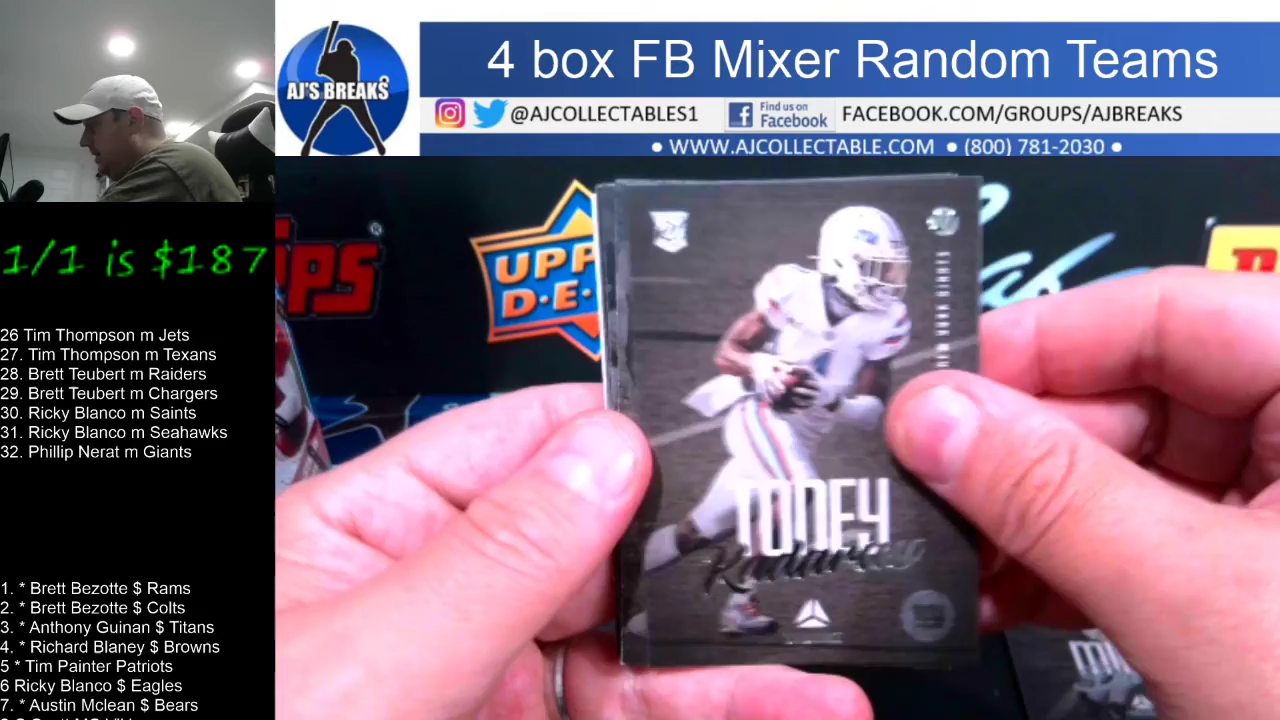 4 box FB Mixer Random Teams
AJ'S BREAKS
@AJCOLLECTABLES1
Find us on
Facebook
FACEBOOK.COM/GROUPS/AJBREAKS
• WWW.AJCOLLECTABLE.COM • (800) 781-2030 •
1/1 is $187
26 Tim Thompson m Jets
27. Tim Thompson m Texans
28. Brett Teubert m Raiders
29. Brett Teubert m Chargers
30. Ricky Blanco m Saints
31. Ricky Blanco m Seahawks
32. Phillip Nerat m Giants
1. * Brett Bezotte $ Rams
2. * Brett Bezotte $ Colts
3. * Anthony Guinan $ Titans
4. * Richard Blaney $ Browns
5 * Tim Painter Patriots
6 Ricky Blanco $ Eagles
7. * Austin Mclean $ Bears
UPP
D·E·
TONEY
Kadarius